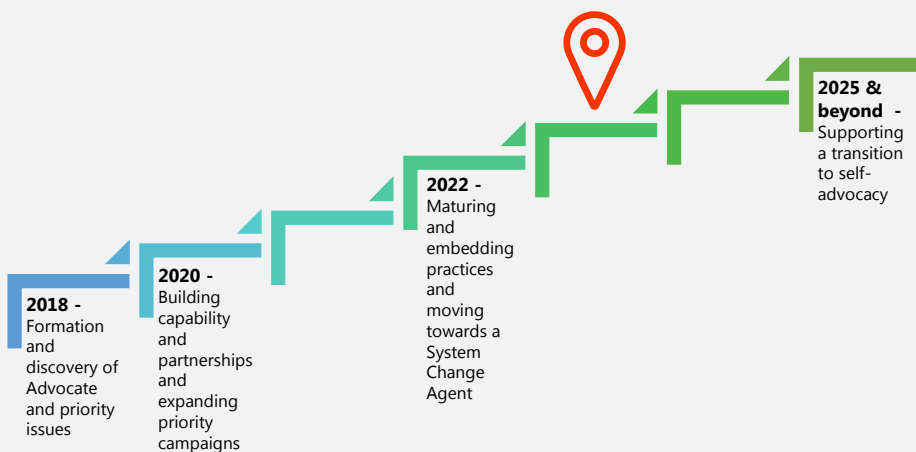 2018 -
Formation
and
discovery of
Advocate
and priority
issues
2020 -
Building
capability
and
partnerships
and
expanding
priority
campaigns
2022 -
Maturing
and
embedding
practices
and
moving
towards a
System
Change
Agent
2025 &
beyond -
Supporting
a transition
to self-
advocacy